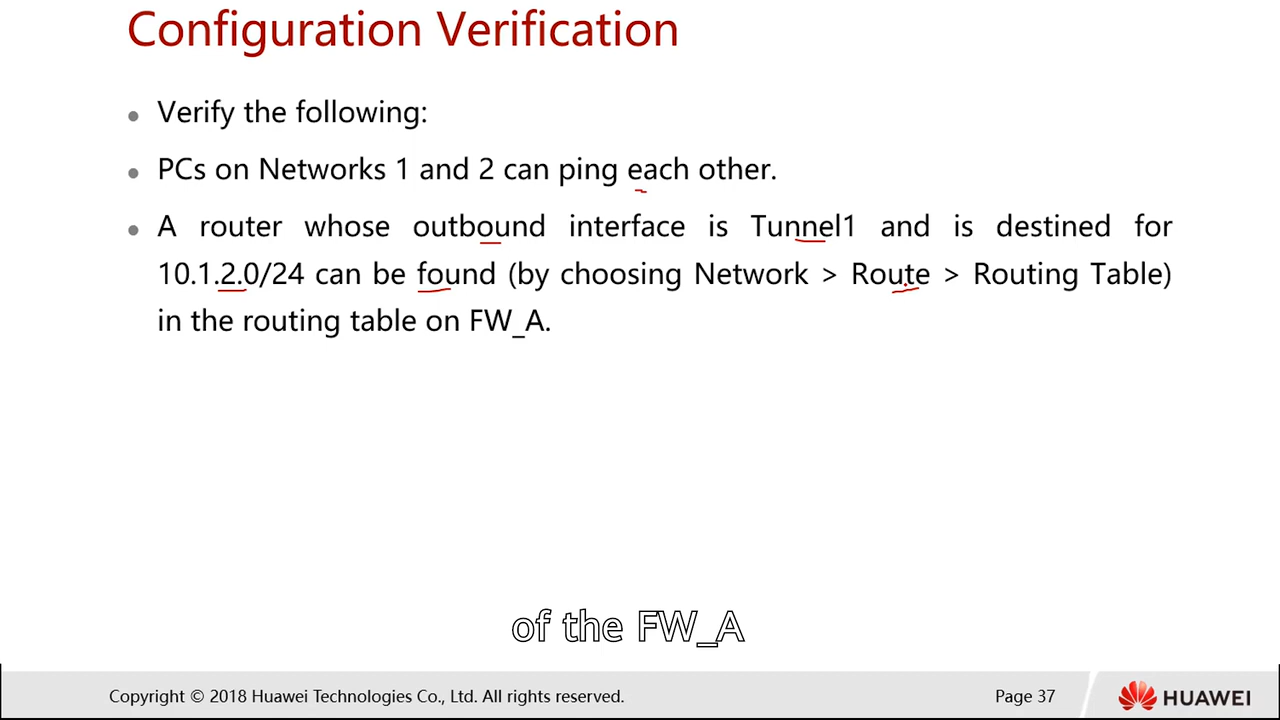 Configuration Verification
Verify the following:
PCs on Networks 1 and 2 can ping each other.
A router whose outbound interface is Tunnel1 and is destined for
10.1.2.0/24 can be found (by choosing Network > Route > Routing Table)
in the routing table on FW_A.
of the FW_A
Copyright © 2018 Huawei Technologies Co., Ltd. All rights reserved.
Page 37
HUAWEI